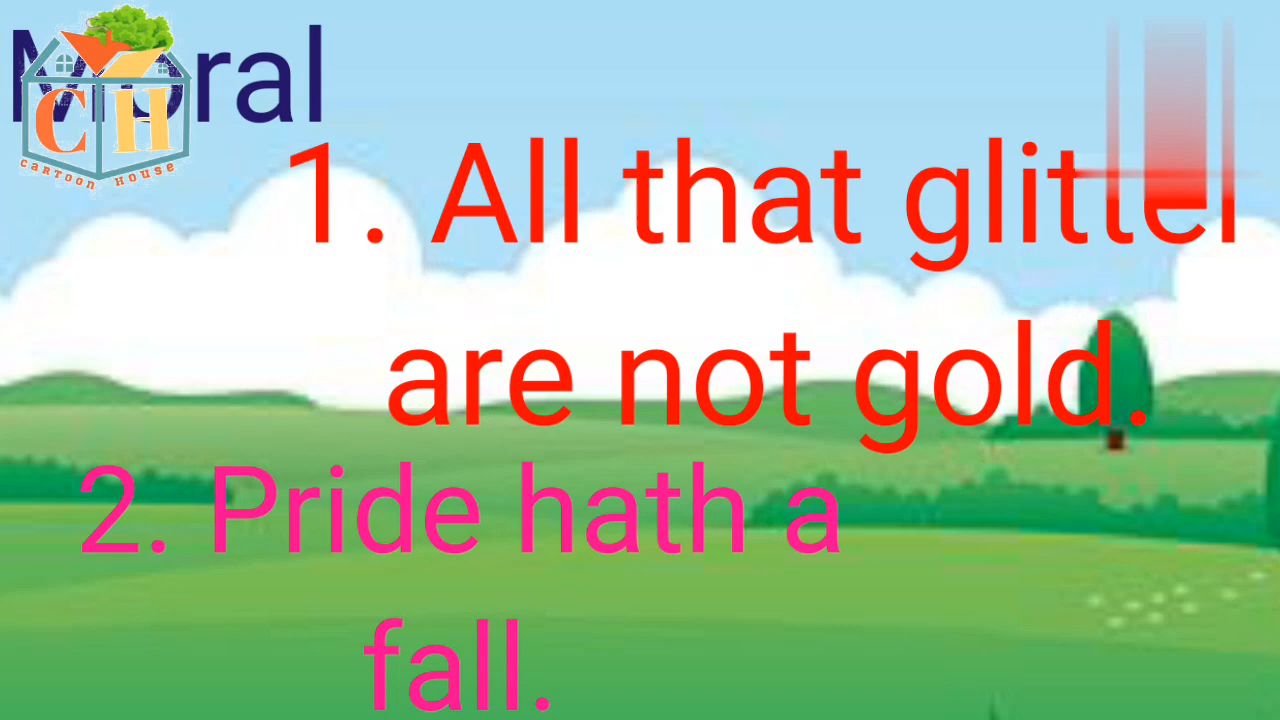 Moral
CH
CARTOON HOUSE
1. All that glitter
are not gold.
2. Pride hath a
fall.